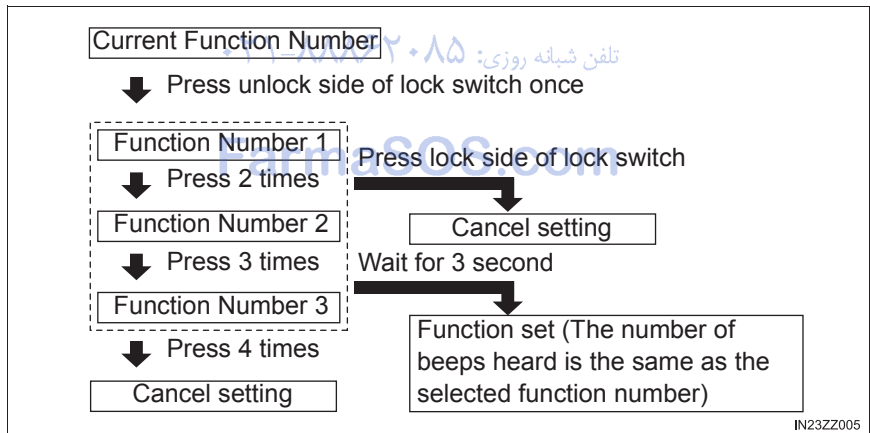 Current Function Number
تلفن شبانه روزی: ۰۲۱-۸۸۸۶۲۰۸۵
Press unlock side of lock switch once
Function Number 1
FarmaSOS.com
Press 2 times
Press lock side of lock switch
Function Number 2
Cancel setting
Press 3 times
Wait for 3 second
Function Number 3
Function set (The number of
beeps heard is the same as the
selected function number)
Press 4 times
Cancel setting
IN23ZZ005